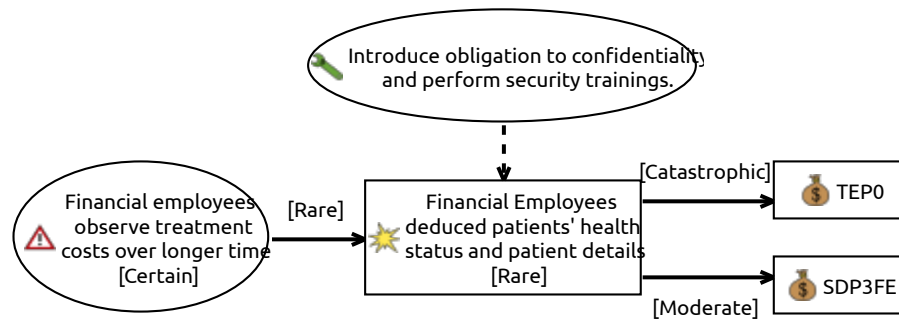 Introduce obligation to confidentiality
and perform security trainings.
[Catastrophic]
TEP0
Financial employees
observe treatment
costs over longer time
[Certain]
[Rare]
Financial Employees
deduced patients' health
status and patient details
[Rare]
SDP3FE
[Moderate]